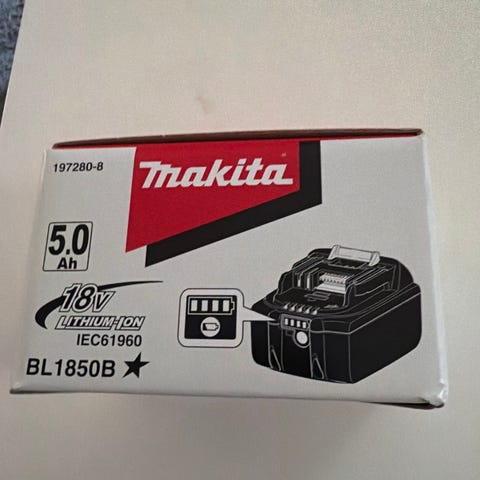 197280-8
makita
5.0
Ah
18V
LITHIUM-ION
IEC61960
BL1850B ★